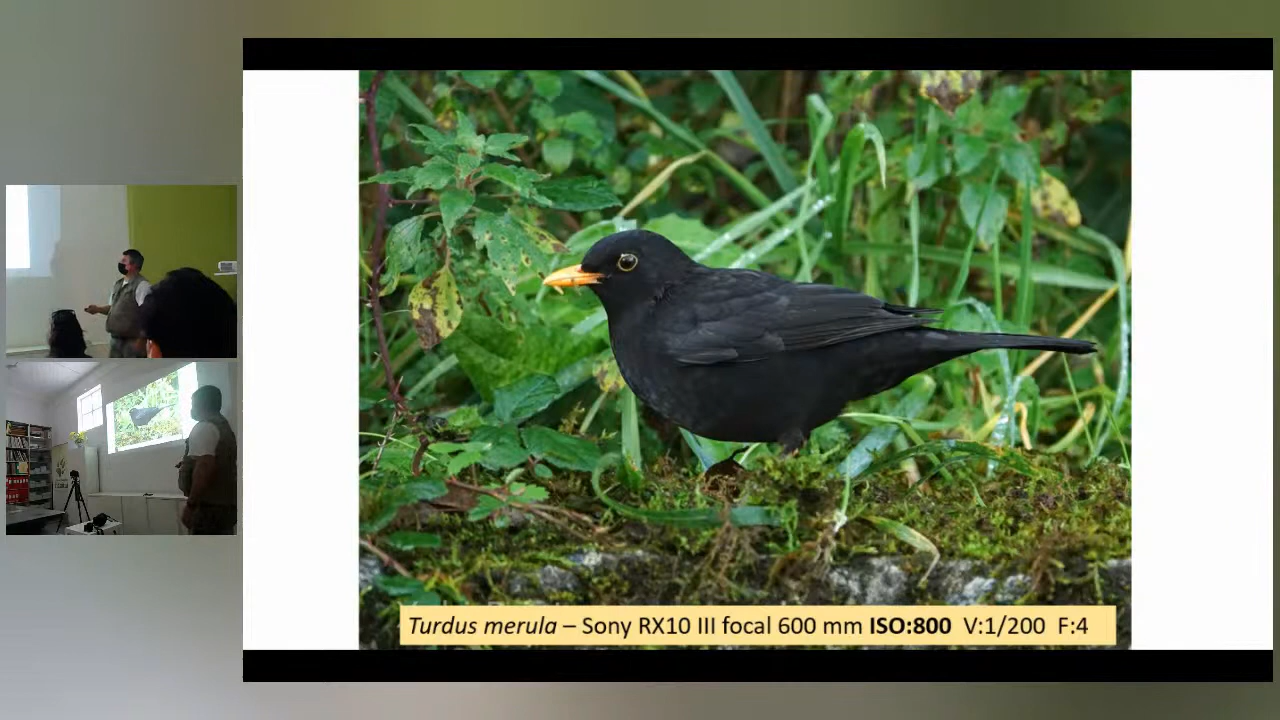 Turdus merula – Sony RX10 III focal 600 mm ISO:800 V:1/200 F:4